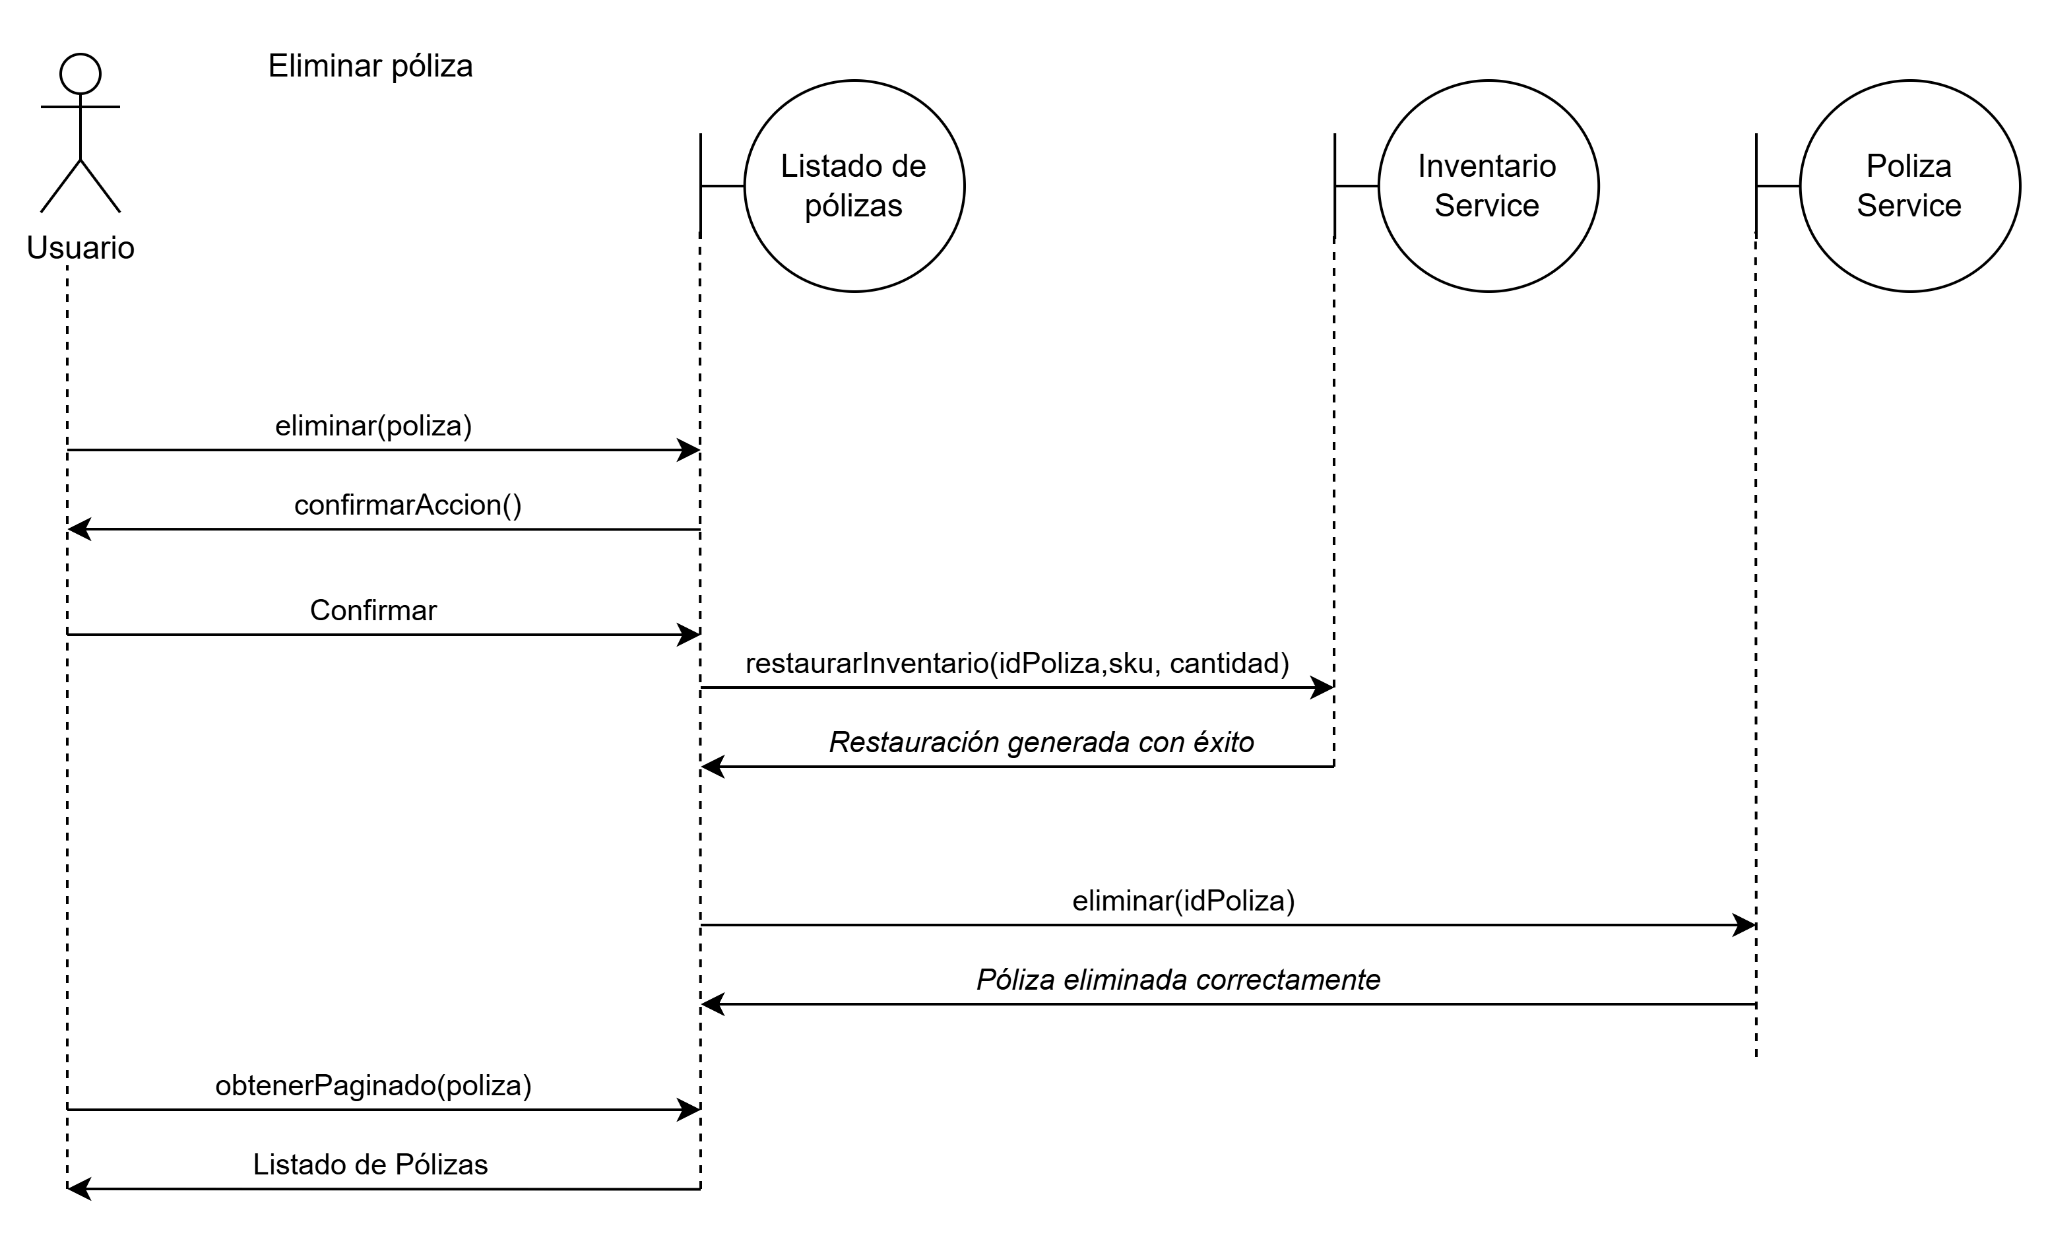 Eliminar póliza
Usuario
Listado de
pólizas
Inventario
Service
Poliza
Service
eliminar(poliza)
confirmarAccion()
Confirmar
restaurarInventario(idPoliza,sku, cantidad)
Restauración generada con éxito
eliminar(idPoliza)
Póliza eliminada correctamente
obtenerPaginado(poliza)
Listado de Pólizas